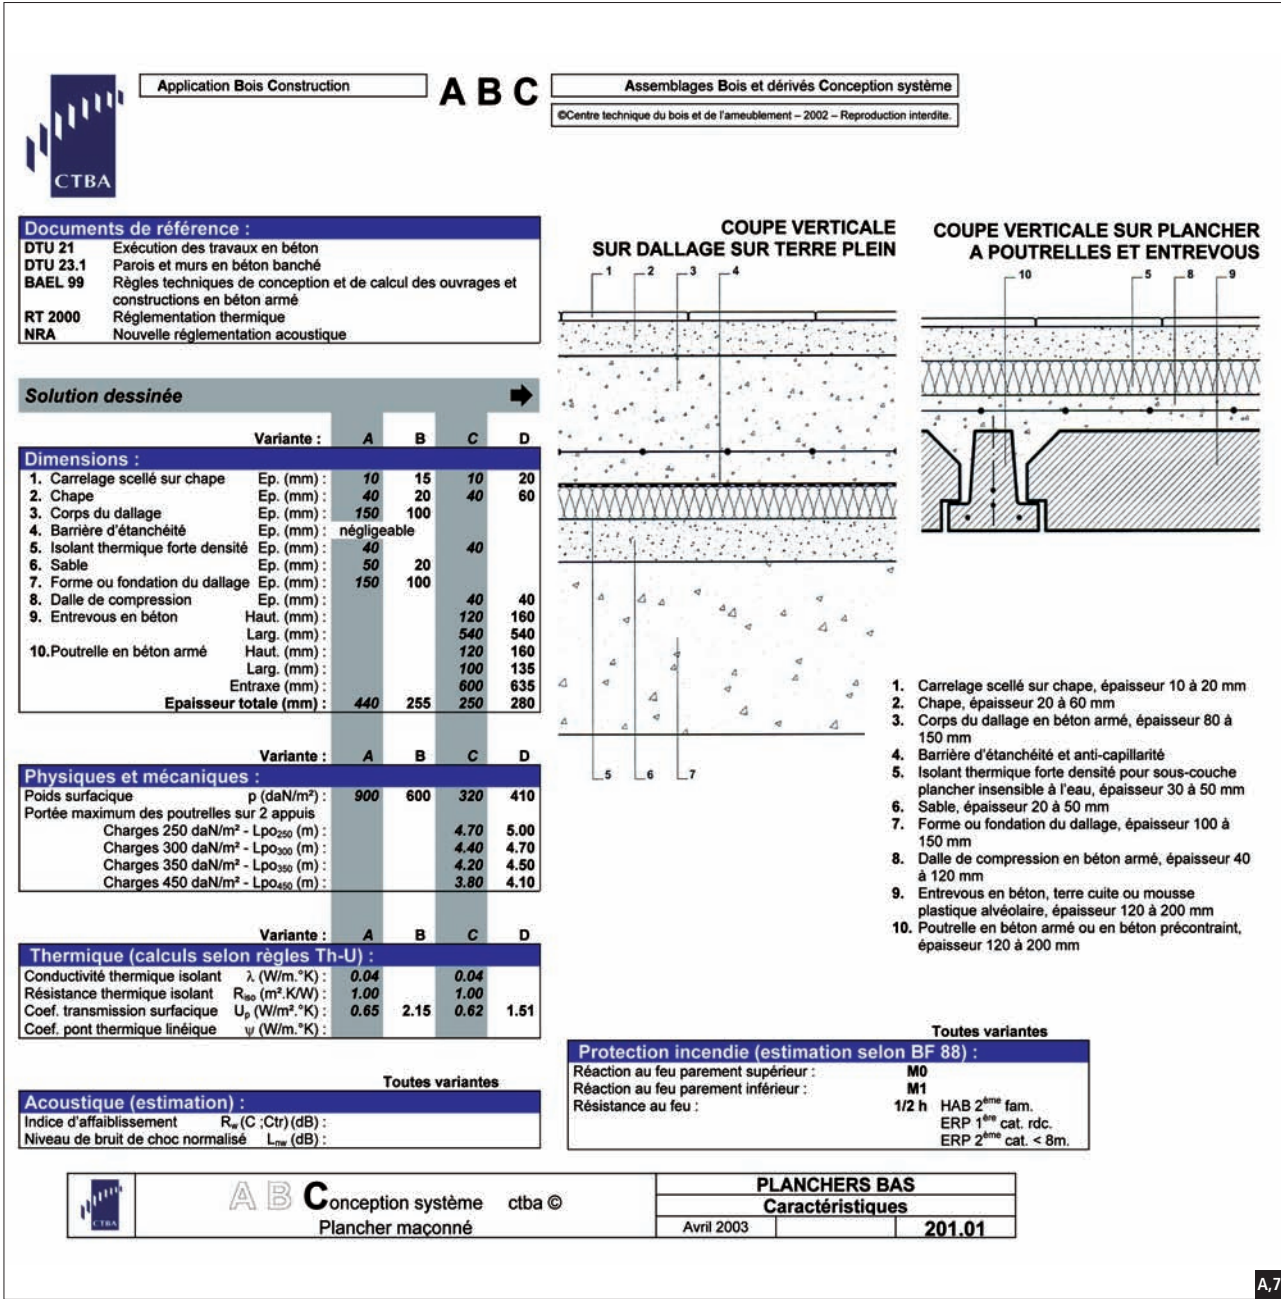 CTBA
Application Bois Construction
A B C
Assemblages Bois et dérivés Conception système
©Centre technique du bois et de l'ameublement – 2002 – Reproduction interdite.
Documents de référence :
DTU 21 Exécution des travaux en béton
DTU 23.1 Parois et murs en béton banché
BAEL 99 Règles techniques de conception et de calcul des ouvrages et
constructions en béton armé
RT 2000 Réglementation thermique
NRA Nouvelle réglementation acoustique
Solution dessinée
Variante : A B C D
Dimensions :
1. Carrelage scellé sur chape Ep. (mm) : 10 15 10 20
2. Chape Ep. (mm) : 40 20 40 60
3. Corps du dallage Ep. (mm) : 150 100
4. Barrière d'étanchéité Ep. (mm) : négligeable
5. Isolant thermique forte densité Ep. (mm) : 40 40
6. Sable Ep. (mm) : 50 20
7. Forme ou fondation du dallage Ep. (mm) : 150 100
8. Dalle de compression Ep. (mm) : 40 40
9. Entrevous en béton Haut. (mm) : 120 160
Larg. (mm) : 540 540
10.Poutrelle en béton armé Haut. (mm) : 120 160
Larg. (mm) : 100 135
Entraxe (mm) : 600 635
Epaisseur totale (mm) : 440 255 250 280
Variante : A B C D
Physiques et mécaniques :
Poids surfacique p (daN/m²) : 900 600 320 410
Portée maximum des poutrelles sur 2 appuis
Charges 250 daN/m² - Lpo250 (m) : 4.70 5.00
Charges 300 daN/m² - Lpo300 (m) : 4.40 4.70
Charges 350 daN/m² - Lpo350 (m) : 4.20 4.50
Charges 450 daN/m² - Lpo450 (m) : 3.80 4.10
Variante : A B C D
Thermique (calculs selon règles Th-U) :
Conductivité thermique isolant λ (W/m.°K) : 0.04 0.04
Résistance thermique isolant Riso (m².K/W) : 1.00 1.00
Coef. transmission surfacique Up (W/m².°K) : 0.65 2.15 0.62 1.51
Coef. pont thermique linéique ψ (W/m.°K) :
Toutes variantes
Acoustique (estimation) :
Indice d'affaiblissement Rw (C ;Ctr) (dB) :
Niveau de bruit de choc normalisé Lnw (dB) :
COUPE VERTICALE
SUR DALLAGE SUR TERRE PLEIN
1 2 3 4
5 6 7
COUPE VERTICALE SUR PLANCHER
A POUTRELLES ET ENTREVOUS
10 5 8 9
1. Carrelage scellé sur chape, épaisseur 10 à 20 mm
2. Chape, épaisseur 20 à 60 mm
3. Corps du dallage en béton armé, épaisseur 80 à
150 mm
4. Barrière d'étanchéité et anti-capillarité
5. Isolant thermique forte densité pour sous-couche
plancher insensible à l'eau, épaisseur 30 à 50 mm
6. Sable, épaisseur 20 à 50 mm
7. Forme ou fondation du dallage, épaisseur 100 à
150 mm
8. Dalle de compression en béton armé, épaisseur 40
à 120 mm
9. Entrevous en béton, terre cuite ou mousse
plastique alvéolaire, épaisseur 120 à 200 mm
10. Poutrelle en béton armé ou en béton précontraint,
épaisseur 120 à 200 mm
Toutes variantes
Protection incendie (estimation selon BF 88) :
Réaction au feu parement supérieur : M0
Réaction au feu parement inférieur : M1
Résistance au feu : 1/2 h HAB 2ème fam.
ERP 1ère cat. rdc.
ERP 2ème cat. < 8m.
CTBA
A B Conception système ctba ©
Plancher maçonné
PLANCHERS BAS
Caractéristiques
Avril 2003
201.01
A,7